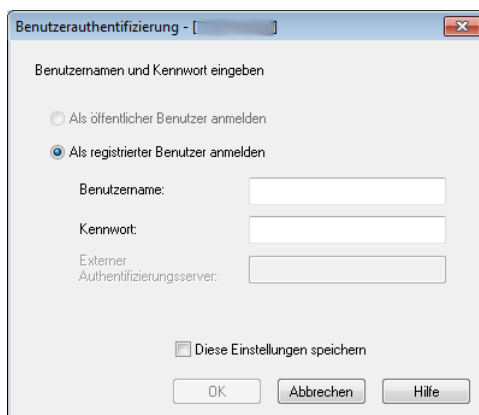 Benutzerauthentifizierung - [ ]
Benutzernamen und Kennwort eingeben
Als öffentlicher Benutzer anmelden
Als registrierter Benutzer anmelden
Benutzername:
Kennwort:
Externer
Authentifizierungsserver:
Diese Einstellungen speichern
OK Abbrechen Hilfe